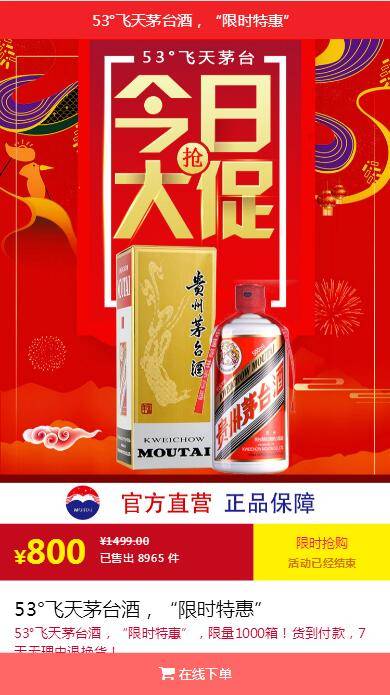 53°飞天茅台酒，“限时特惠”
53°飞天茅台
今日
抢
大促
KWEICHOW
MOUTAI
贵州茅台酒
KWEICHOW
MOUTAI
KWEICHOW MOUTAI
贵州茅台酒
MOUTAI
官方直营 正品保障
¥800
¥1499.00
已售出 8965 件
限时抢购
活动已经结束
53°飞天茅台酒，“限时特惠”
53°飞天茅台酒，“限时特惠”，限量1000箱！货到付款，7
天无理由退换货！
在线下单